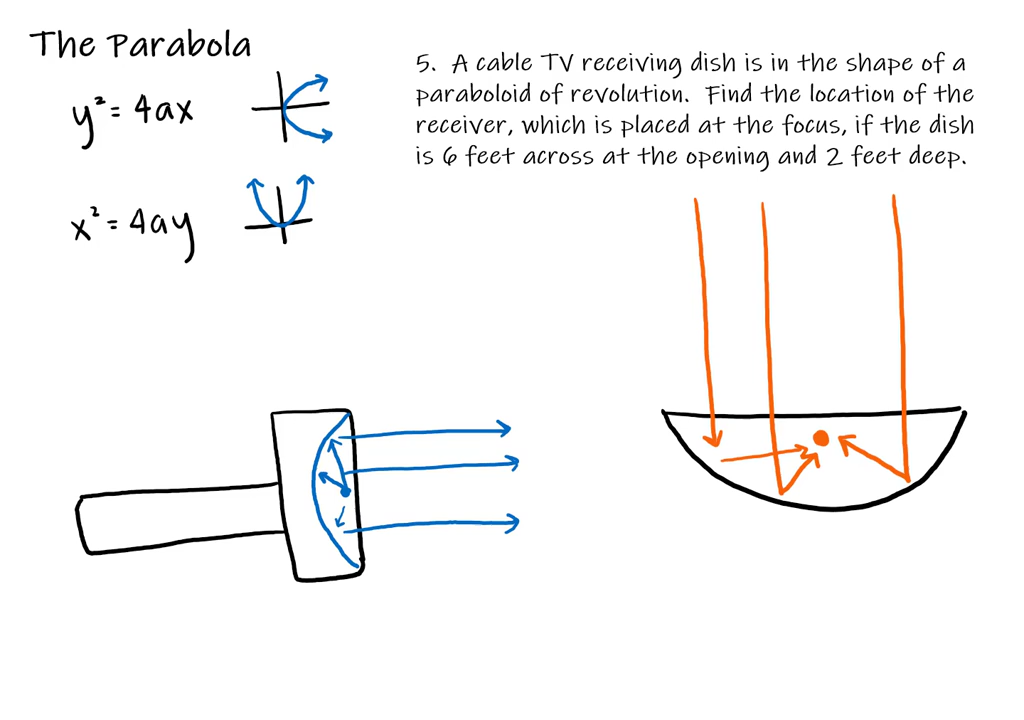 The Parabola
y² = 4ax
x² = 4ay
5. A cable TV receiving dish is in the shape of a
paraboloid of revolution. Find the location of the
receiver, which is placed at the focus, if the dish
is 6 feet across at the opening and 2 feet deep.